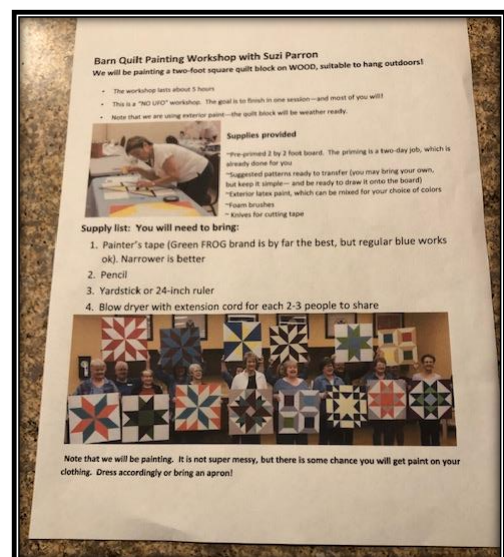 Barn Quilt Painting Workshop with Suzi Parron
We will be painting a two-foot square quilt block on WOOD, suitable to hang outdoors!
• The workshop lasts about 5 hours
• This is a "NO UFO" workshop. The goal is to finish in one session—and most of you will!
• Note that we are using exterior paint—the quilt block will be weather ready.
Supplies provided
~Pre-primed 2 by 2 foot board. The priming is a two-day job, which is
already done for you
~Suggested patterns ready to transfer (you may bring your own,
but keep it simple— and be ready to draw it onto the board)
~Exterior latex paint, which can be mixed for your choice of colors
~Foam brushes
~ Knives for cutting tape
Supply list: You will need to bring:
1. Painter's tape (Green FROG brand is by far the best, but regular blue works
ok). Narrower is better
2. Pencil
3. Yardstick or 24-inch ruler
4. Blow dryer with extension cord for each 2-3 people to share
Note that we will be painting. It is not super messy, but there is some chance you will get paint on your
clothing. Dress accordingly or bring an apron!